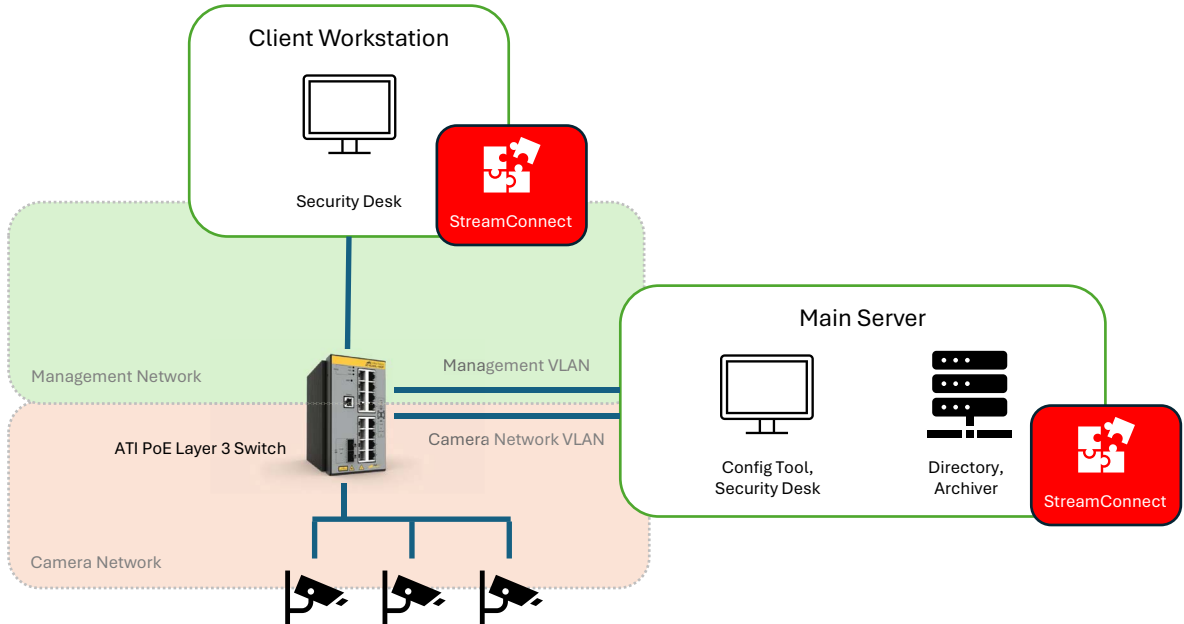 Client Workstation
Security Desk
StreamConnect
Main Server
Management VLAN
Management Network
Camera Network VLAN
ATI PoE Layer 3 Switch
Config Tool,
Security Desk
Directory,
Archiver
StreamConnect
Camera Network